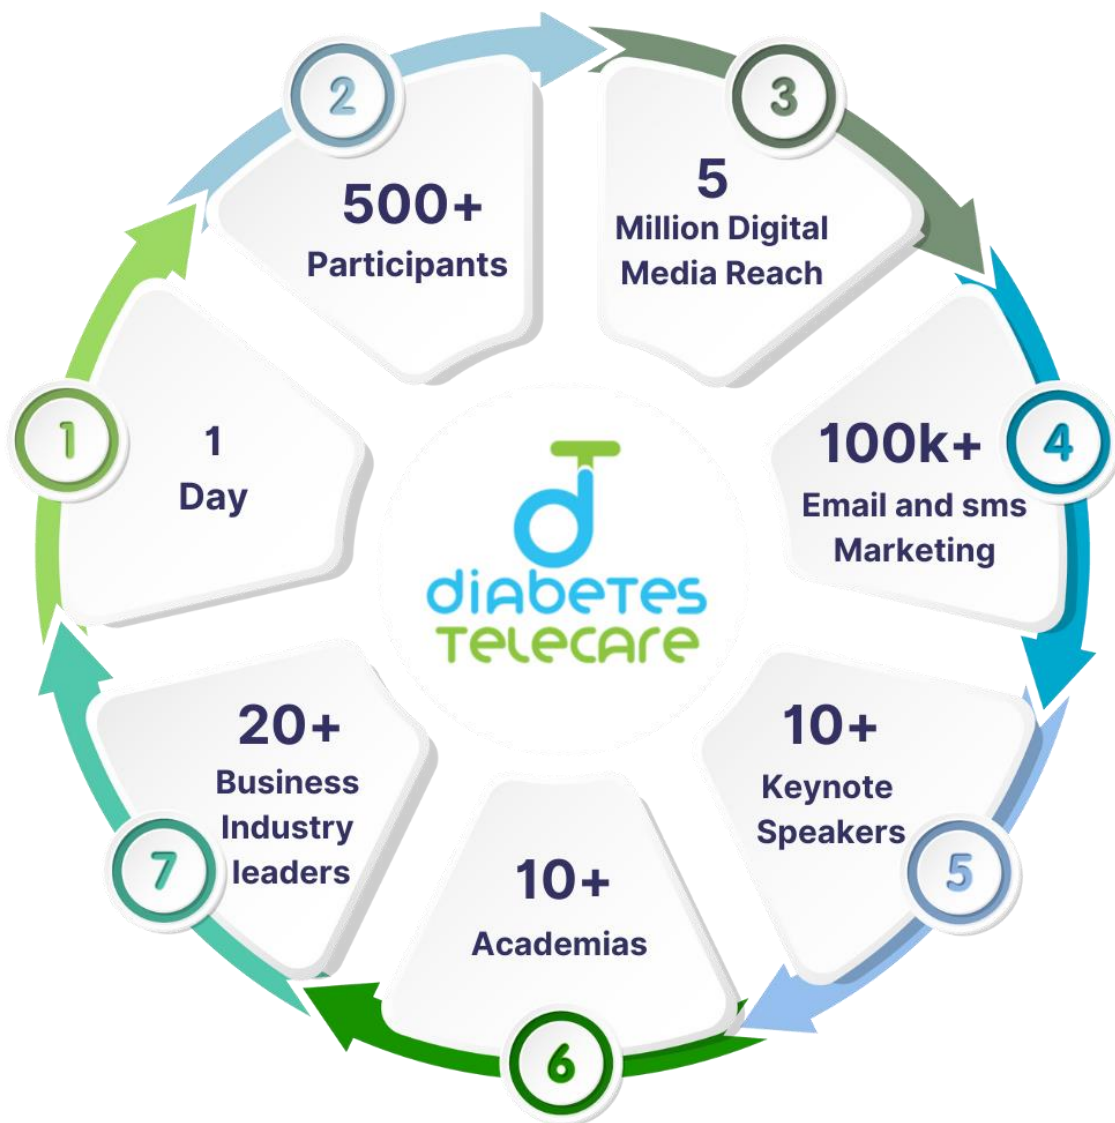 1
1
Day
2
500+
Participants
3
5
Million Digital
Media Reach
4
100k+
Email and sms
Marketing
5
10+
Keynote
Speakers
6
10+
Academias
7
20+
Business
Industry
leaders
diabetes
TELECARE